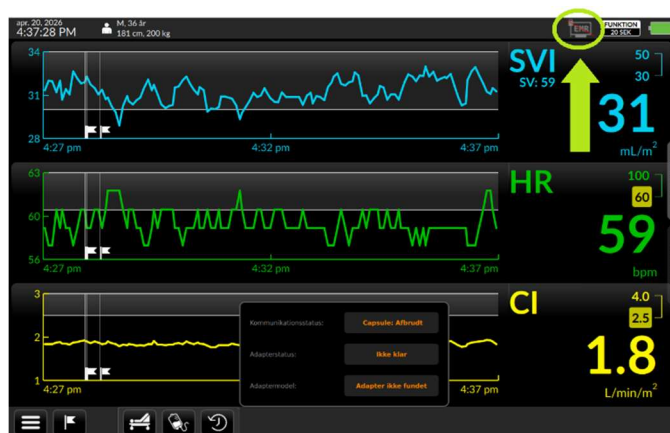 apr. 20, 2026
4:37:28 PM
M, 36 år
181 cm, 200 kg
EMR
FUNKTION
20 SEK
34
31
28
4:27 pm
4:32 pm
4:37 pm
SVI
SV: 59
50
30
31
mL/m²
63
60
56
4:27 pm
4:32 pm
4:37 pm
HR
100
60
59
bpm
3
2
1
4:27 pm
4:37 pm
CI
4.0
2.5
1.8
L/min/m²
Kommunikationsstatus:
Capsule: Afbrudt
Adapterstatus:
Ikke klar
Adaptermodel:
Adapter ikke fundet